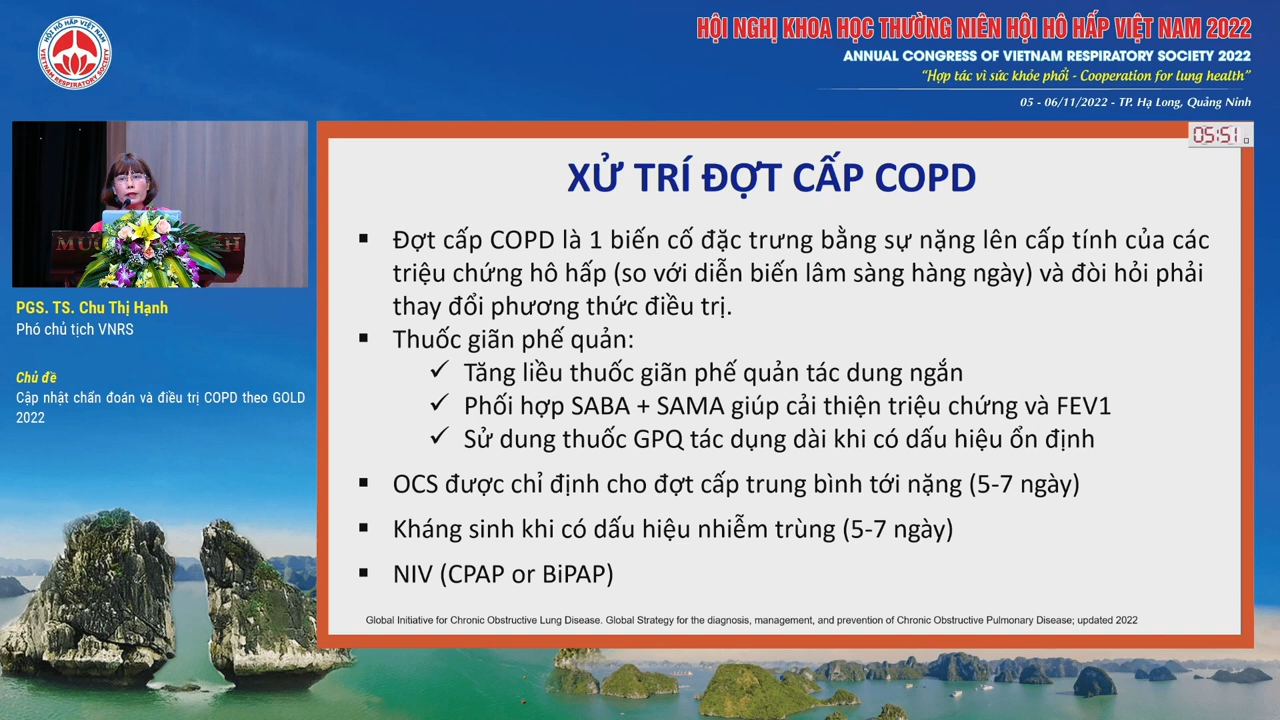 HỘI HÔ HẤP VIỆT NAM
VIETNAM RESPIRATORY SOCIETY
HỘI NGHỊ KHOA HỌC THƯỜNG NIÊN HỘI HÔ HẤP VIỆT NAM 2022
ANNUAL CONGRESS OF VIETNAM RESPIRATORY SOCIETY 2022
“Hợp tác vì sức khỏe phổi - Cooperation for lung health”
05 - 06/11/2022 - TP. Hạ Long, Quảng Ninh
05:51
PGS. TS. Chu Thị Hạnh
Phó chủ tịch VNRS
Chủ đề
Cập nhật chẩn đoán và điều trị COPD theo GOLD
2022
XỬ TRÍ ĐỢT CẤP COPD
▪ Đợt cấp COPD là 1 biến cố đặc trưng bằng sự nặng lên cấp tính của các
triệu chứng hô hấp (so với diễn biến lâm sàng hàng ngày) và đòi hỏi phải
thay đổi phương thức điều trị.
▪ Thuốc giãn phế quản:
✓ Tăng liều thuốc giãn phế quản tác dung ngắn
✓ Phối hợp SABA + SAMA giúp cải thiện triệu chứng và FEV1
✓ Sử dung thuốc GPQ tác dụng dài khi có dấu hiệu ổn định
▪ OCS được chỉ định cho đợt cấp trung bình tới nặng (5-7 ngày)
▪ Kháng sinh khi có dấu hiệu nhiễm trùng (5-7 ngày)
▪ NIV (CPAP or BiPAP)
Global Initiative for Chronic Obstructive Lung Disease. Global Strategy for the diagnosis, management, and prevention of Chronic Obstructive Pulmonary Disease; updated 2022